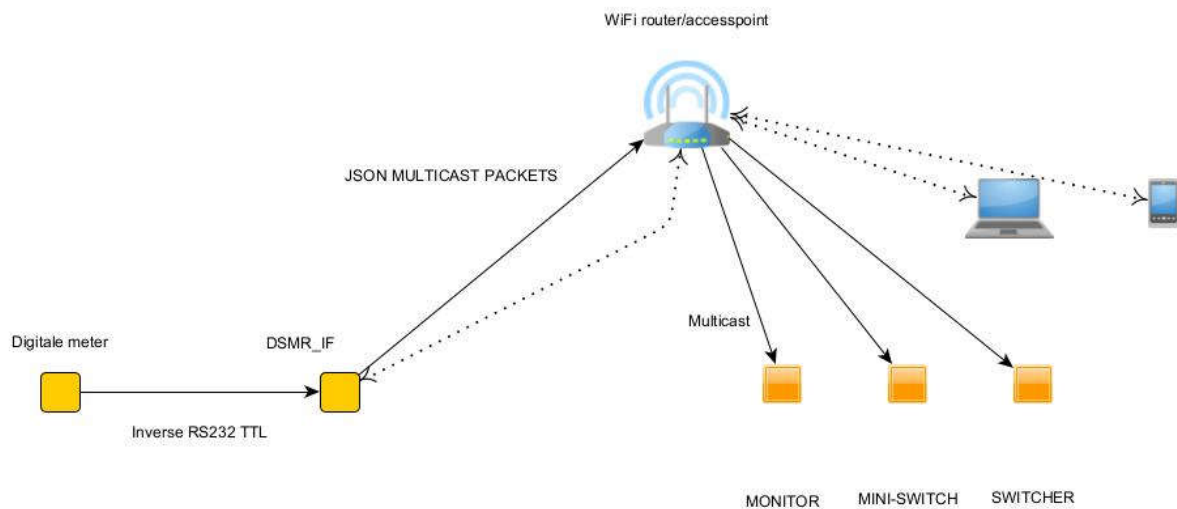 WiFi router/accesspoint
JSON MULTICAST PACKETS
Multicast
Digitale meter
DSMR_IF
Inverse RS232 TTL
MONITOR
MINI-SWITCH
SWITCHER